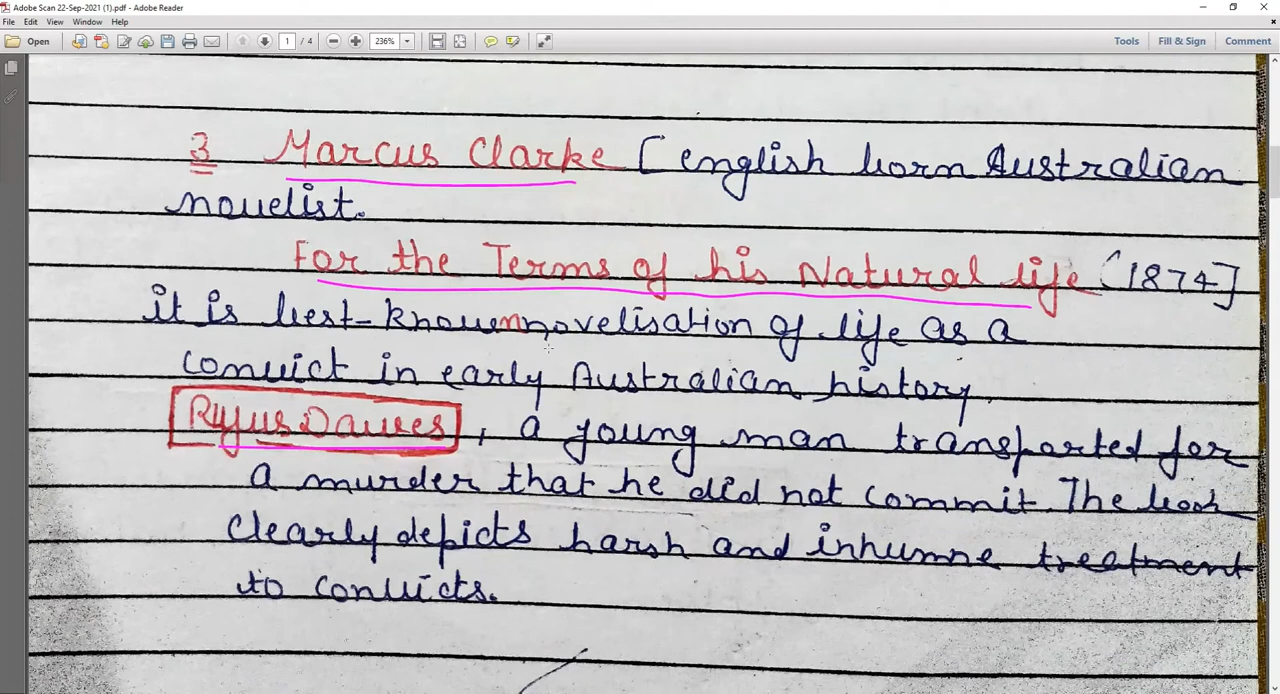 Adobe Scan 22-Sep-2021 (1).pdf - Adobe Reader
File Edit View Window Help
Open 1 / 4 236% Tools Fill & Sign Comment
3 Marcus Clarke [english born Australian
novelist.
For the Terms of his Natural life [1874]
it is best-known novelisation of life as a
convict in early Australian history.
Rufus Dawes, a young man transported for
a murder that he did not commit. The book
clearly depicts harsh and inhumne treatment
to convicts.